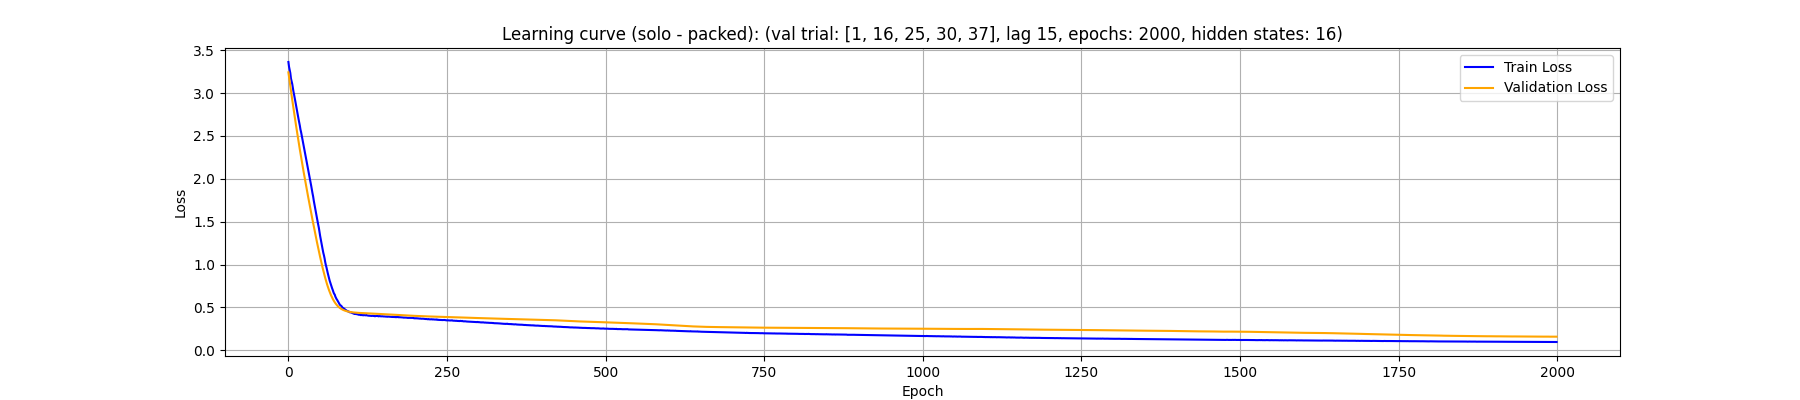 Learning curve (solo - packed): (val trial: [1, 16, 25, 30, 37], lag 15, epochs: 2000, hidden states: 16)
3.5
3.0
2.5
2.0
1.5
1.0
0.5
0.0
Loss
Train Loss
Validation Loss
0 250 500 750 1000 1250 1500 1750 2000
Epoch